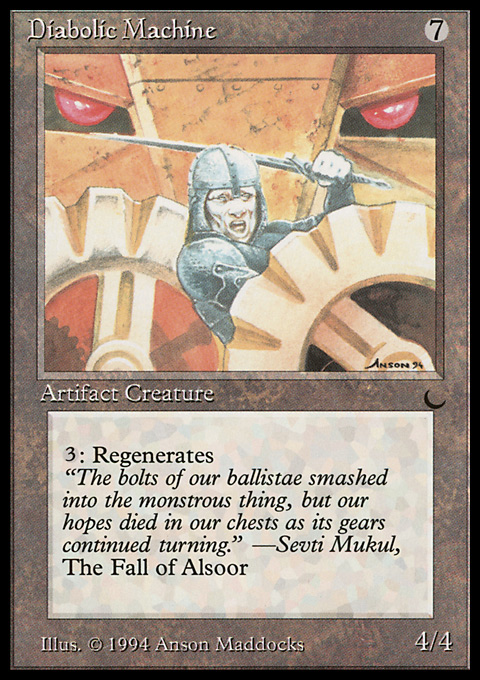 Diabolic Machine 7
ANSON 94
Artifact Creature
3: Regenerates
“The bolts of our ballistae smashed
into the monstrous thing, but our
hopes died in our chests as its gears
continued turning.” —Sevti Mukul,
The Fall of Alsoor
Illus. © 1994 Anson Maddocks 4/4